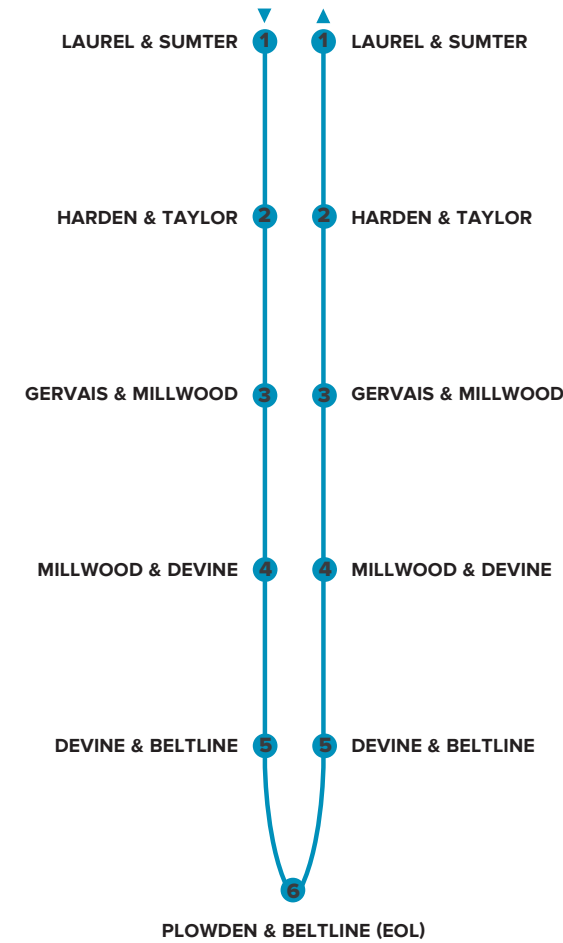 LAUREL & SUMTER 1 1 LAUREL & SUMTER
HARDEN & TAYLOR 2 2 HARDEN & TAYLOR
GERVAIS & MILLWOOD 3 3 GERVAIS & MILLWOOD
MILLWOOD & DEVINE 4 4 MILLWOOD & DEVINE
DEVINE & BELTLINE 5 5 DEVINE & BELTLINE
6
PLOWDEN & BELTLINE (EOL)